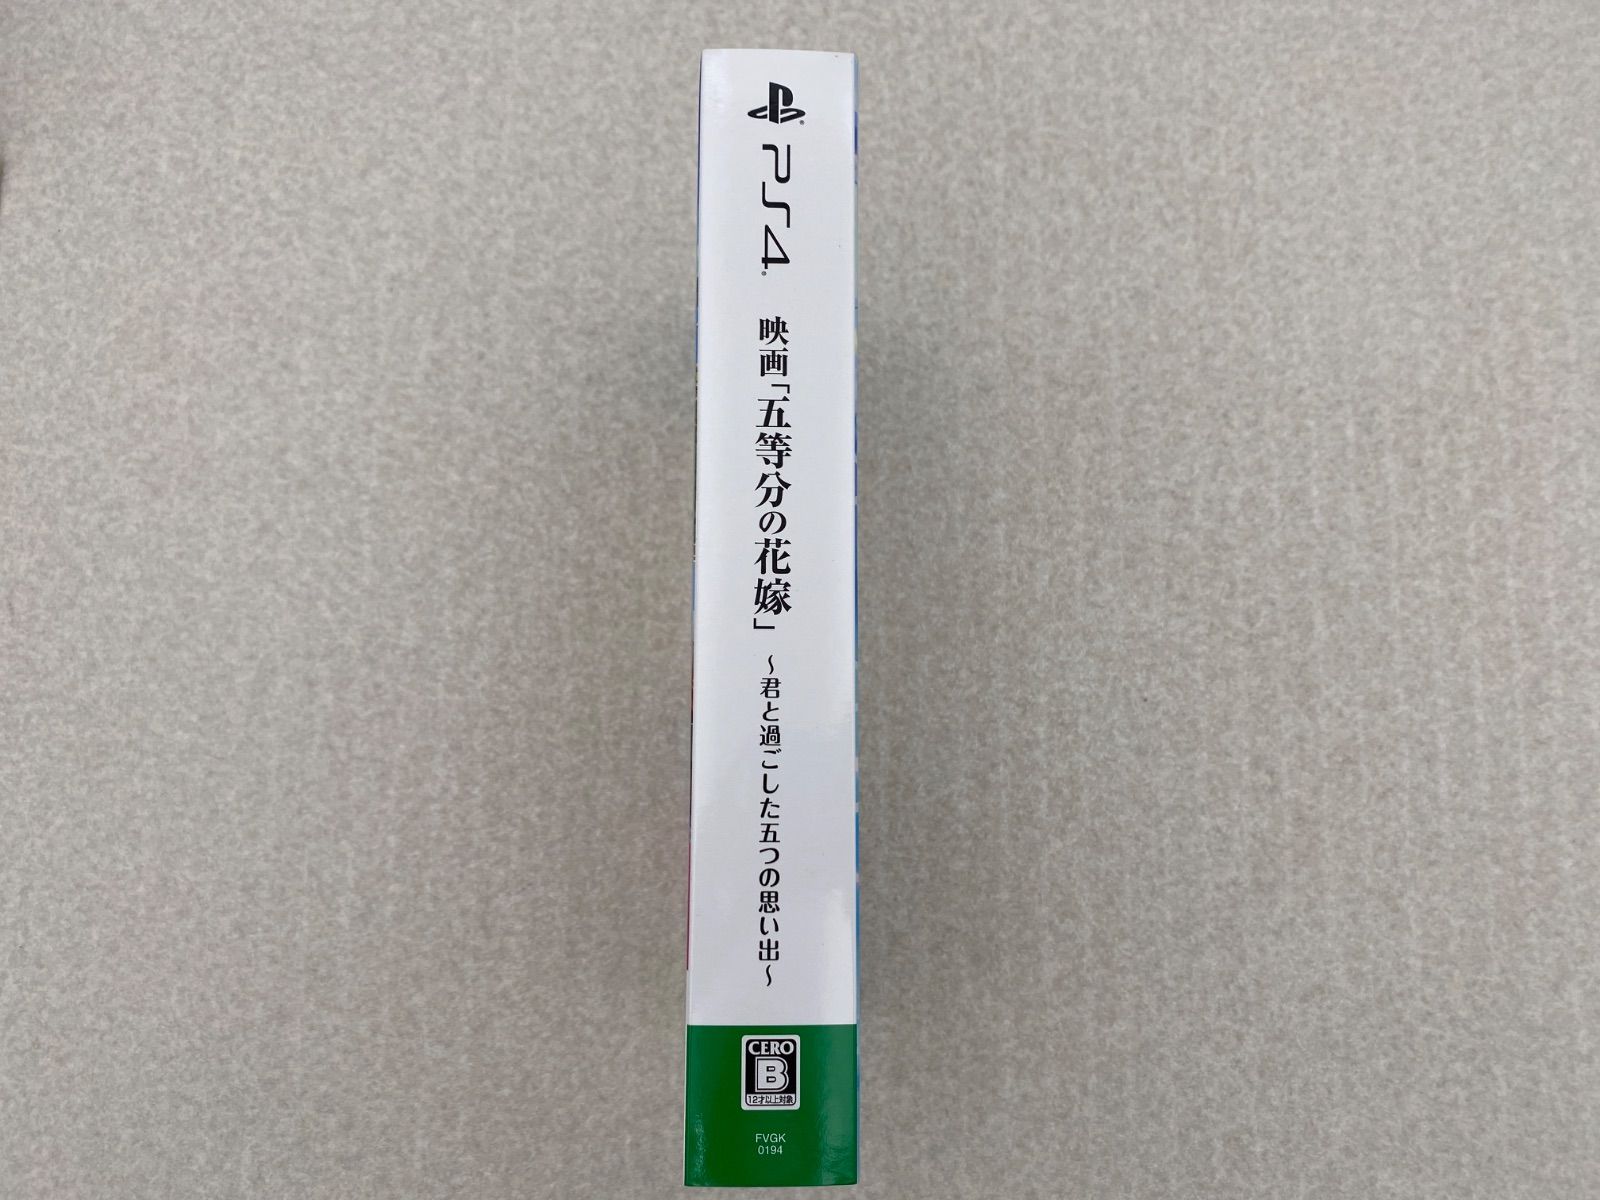 PS4
映画「五等分の花嫁」
～君と過ごした五つの思い出～
CERO
B
12才以上対象
FVGK
0194